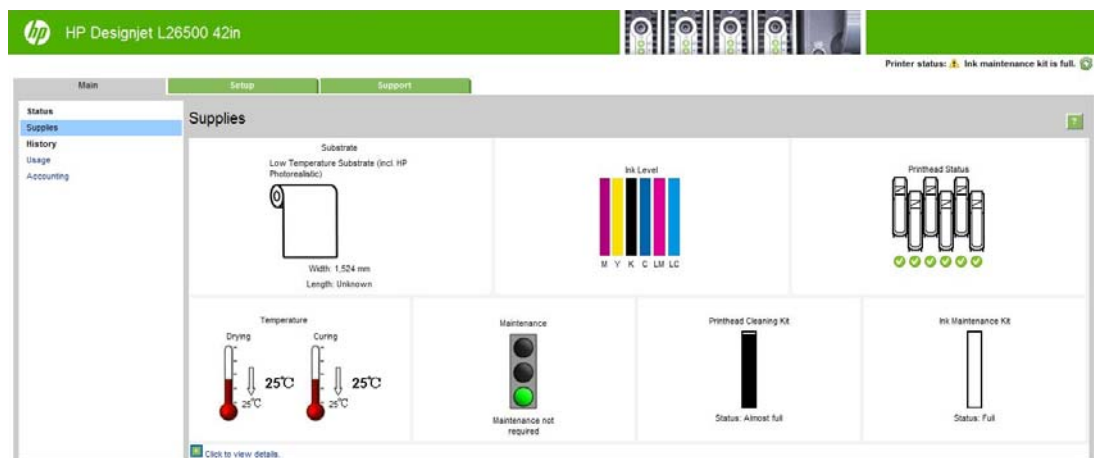 hp HP Designjet L26500 42in
Printer status: Ink maintenance kit is full.
Main Setup Support
Status
Supplies
History
Usage
Accounting
Supplies
?
Substrate
Low Temperature Substrate (incl. HP
Photorealistic)
Width: 1,524 mm
Length: Unknown
Ink Level
M Y K C LM LC
Printhead Status
Temperature
Drying Curing
25°C 25°C
25°C 25°C
Maintenance
Maintenance not
required
Printhead Cleaning Kit
Status: Almost full
Ink Maintenance Kit
Status: Full
Click to view details.